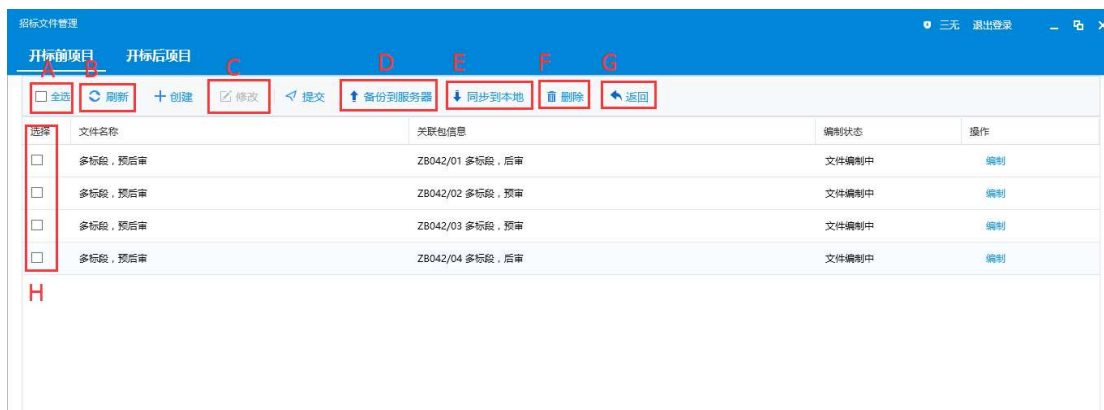 招标文件管理 三无 退出登录
开标前项目 开标后项目
A B C D E F G
全选 刷新 创建 修改 提交 备份到服务器 同步到本地 删除 返回
选择 文件名称 关联包信息 编制状态 操作
多标段，预后审 ZB042/01 多标段，后审 文件编制中 编制
多标段，预后审 ZB042/02 多标段，预审 文件编制中 编制
多标段，预后审 ZB042/03 多标段，预审 文件编制中 编制
多标段，预后审 ZB042/04 多标段，后审 文件编制中 编制
H